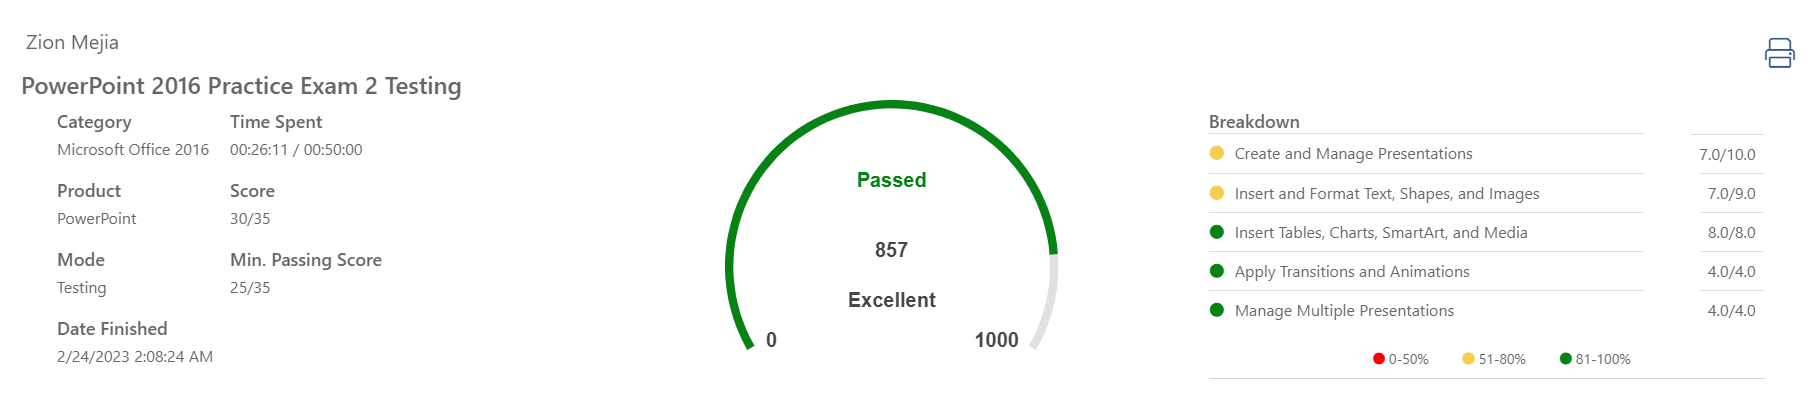 Zion Mejia
PowerPoint 2016 Practice Exam 2 Testing
Category
Time Spent
Microsoft Office 2016
00:26:11 / 00:50:00
Product
Score
PowerPoint
30/35
Mode
Min. Passing Score
Testing
25/35
Date Finished
2/24/2023 2:08:24 AM
Passed
857
Excellent
0
1000
Breakdown
Create and Manage Presentations 7.0/10.0
Insert and Format Text, Shapes, and Images 7.0/9.0
Insert Tables, Charts, SmartArt, and Media 8.0/8.0
Apply Transitions and Animations 4.0/4.0
Manage Multiple Presentations 4.0/4.0
0-50% 51-80% 81-100%